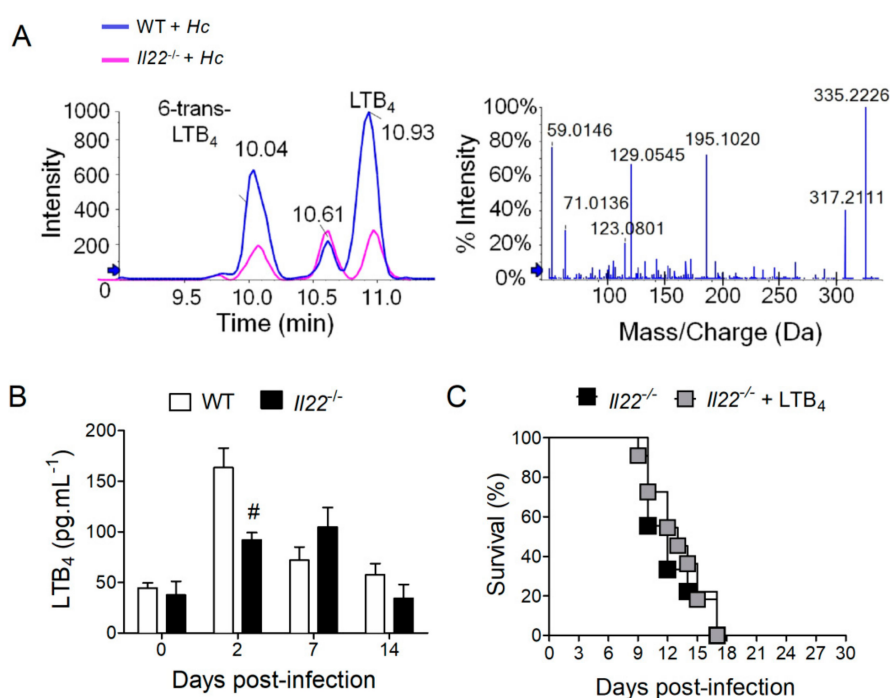 A
WT + Hc
Il22-/- + Hc
6-trans-
LTB4
LTB4
10.04
10.61
10.93
1000
800
600
400
200
0
Intensity
9.5 10.0 10.5 11.0
Time (min)
335.2226
59.0146
195.1020
129.0545
71.0136
317.2111
123.0801
100%
80%
60%
40%
20%
0%
% Intensity
100 150 200 250 300
Mass/Charge (Da)
B
WT Il22-/-
200
150
100
50
0
LTB4 (pg.mL−1)
#
0 2 7 14
Days post-infection
C
Il22-/- Il22-/- + LTB4
100
80
60
40
20
0
Survival (%)
0 3 6 9 12 15 18 21 24 27 30
Days post-infection